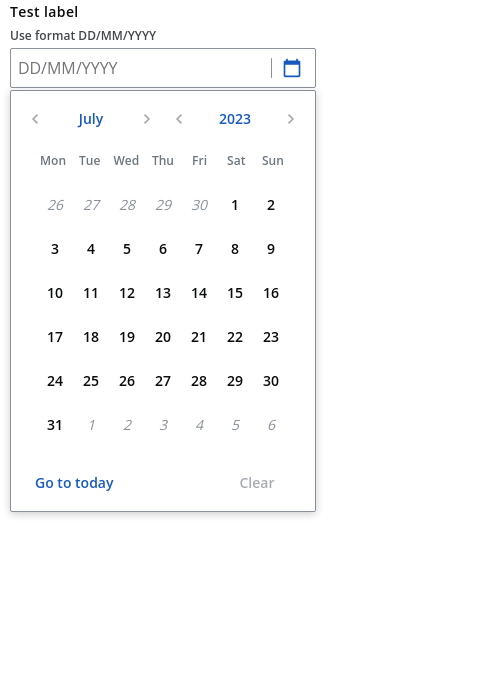 Test label
Use format DD/MM/YYYY
DD/MM/YYYY
July 2023
Mon Tue Wed Thu Fri Sat Sun
26 27 28 29 30 1 2
3 4 5 6 7 8 9
10 11 12 13 14 15 16
17 18 19 20 21 22 23
24 25 26 27 28 29 30
31 1 2 3 4 5 6
Go to today Clear